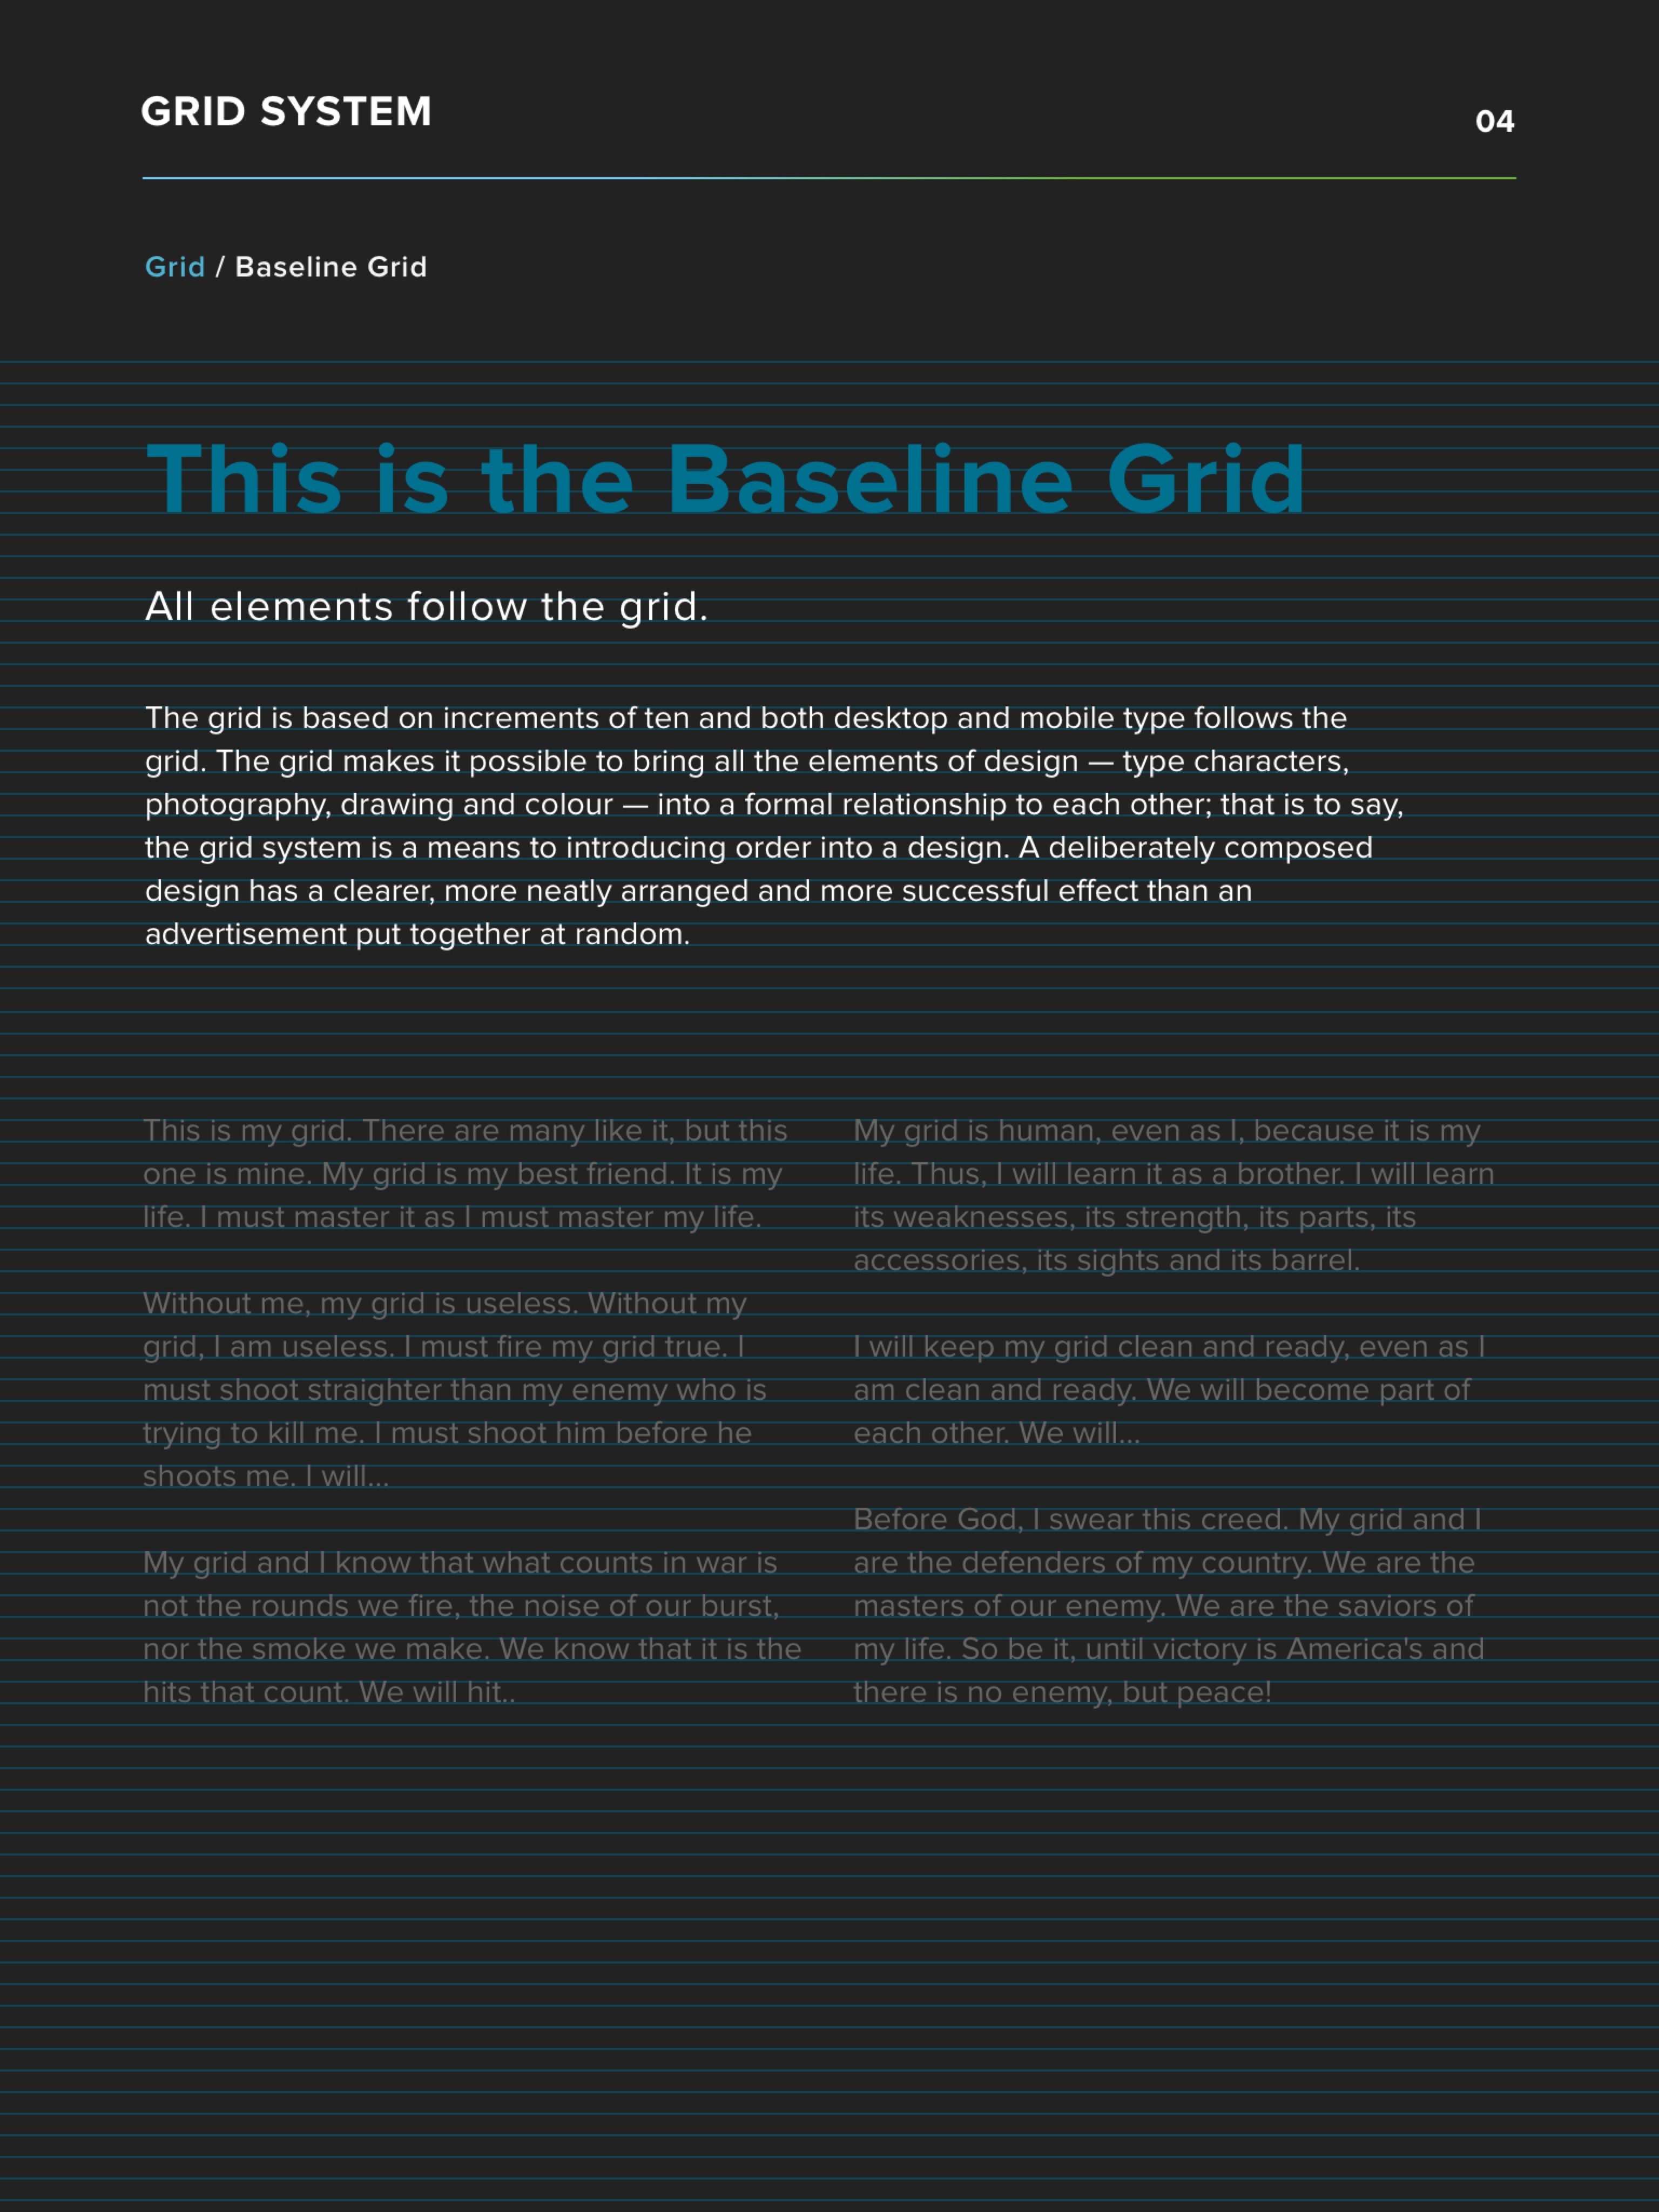 GRID SYSTEM
04
Grid / Baseline Grid
This is the Baseline Grid
All elements follow the grid.
The grid is based on increments of ten and both desktop and mobile type follows the
grid. The grid makes it possible to bring all the elements of design — type characters,
photography, drawing and colour — into a formal relationship to each other; that is to say,
the grid system is a means to introducing order into a design. A deliberately composed
design has a clearer, more neatly arranged and more successful effect than an
advertisement put together at random.
This is my grid. There are many like it, but this
one is mine. My grid is my best friend. It is my
life. I must master it as I must master my life.
Without me, my grid is useless. Without my
grid, I am useless. I must fire my grid true. I
must shoot straighter than my enemy who is
trying to kill me. I must shoot him before he
shoots me. I will...
My grid and I know that what counts in war is
not the rounds we fire, the noise of our burst,
nor the smoke we make. We know that it is the
hits that count. We will hit..
My grid is human, even as I, because it is my
life. Thus, I will learn it as a brother. I will learn
its weaknesses, its strength, its parts, its
accessories, its sights and its barrel.
I will keep my grid clean and ready, even as I
am clean and ready. We will become part of
each other. We will...
Before God, I swear this creed. My grid and I
are the defenders of my country. We are the
masters of our enemy. We are the saviors of
my life. So be it, until victory is America's and
there is no enemy, but peace!